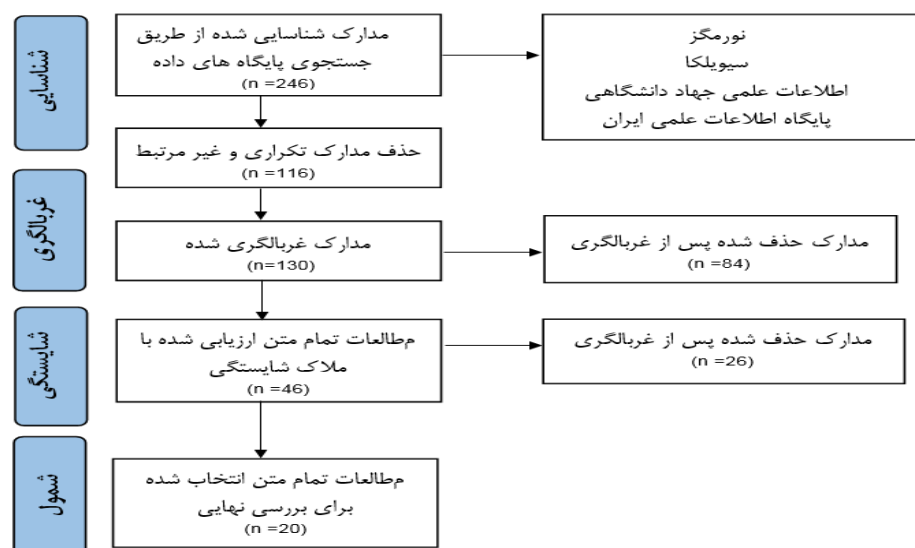 شناسایی
مدارک شناسایی شده از طریق
جستجوی پایگاه های داده
(n =246)
نورمگز
سیویلکا
اطلاعات علمی جهاد دانشگاهی
پایگاه اطلاعات علمی ایران
حذف مدارک تکراری و غیر مرتبط
(n =116)
غربالگری
مدارک غربالگری شده
(n=130)
مدارک حذف شده پس از غربالگری
(n =84)
شایستگی
مطالعات تمام متن ارزیابی شده با
ملاک شایستگی
(n =46)
مدارک حذف شده پس از غربالگری
(n =26)
شمول
مطالعات تمام متن انتخاب شده
برای بررسی نهایی
(n =20)